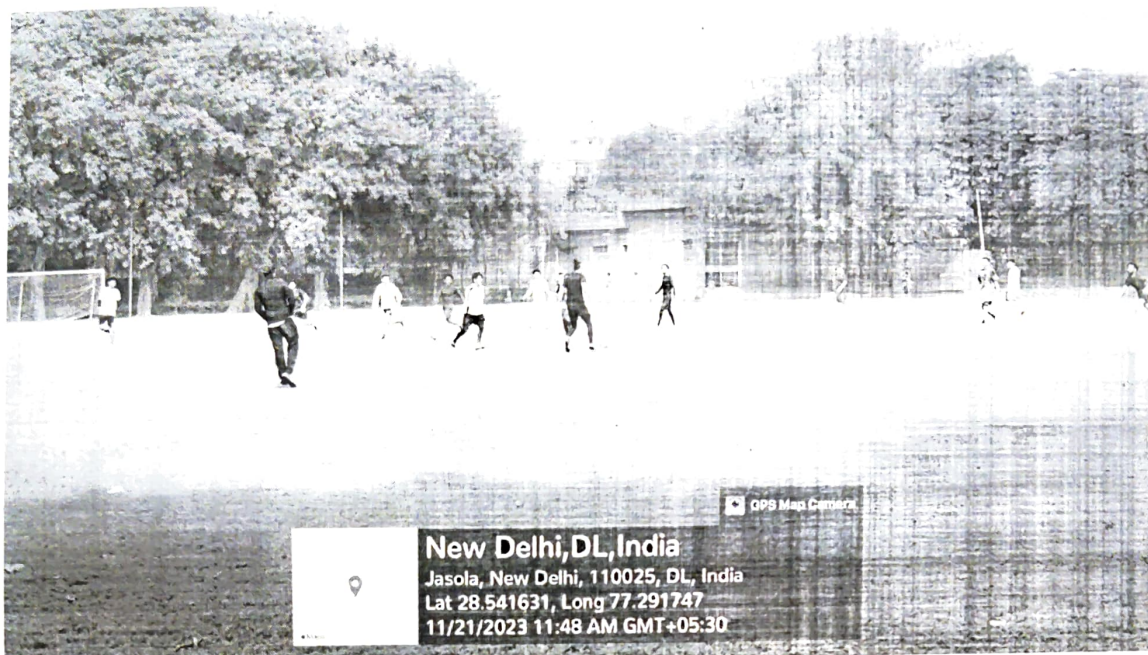 GPS Map Camera
New Delhi,DL,India
Jasola, New Delhi, 110025, DL, India
Lat 28.541631, Long 77.291747
11/21/2023 11:48 AM GMT+05:30